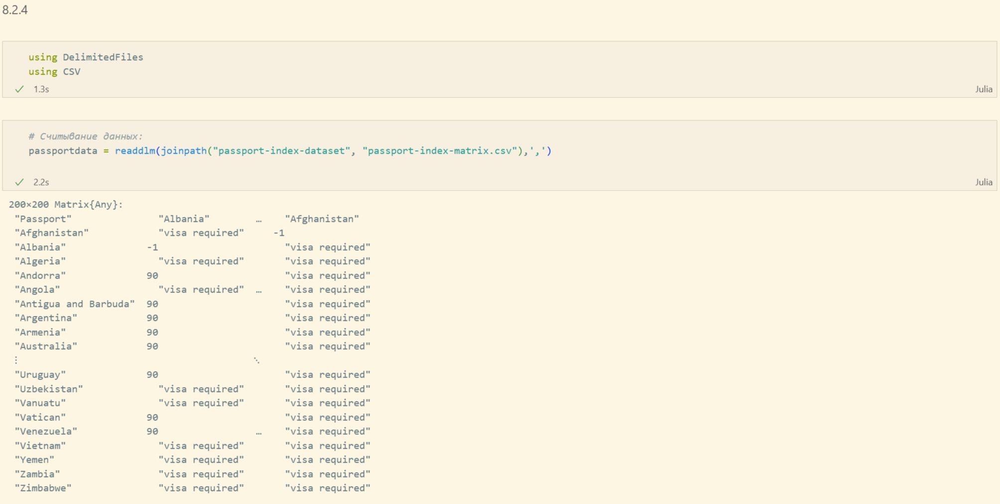 8.2.4
using DelimitedFiles
using CSV
✓ 1.3s Julia
# Считывание данных:
passportdata = readdlm(joinpath("passport-index-dataset", "passport-index-matrix.csv"),',')
✓ 2.2s Julia
200×200 Matrix{Any}:
"Passport" "Albania" … "Afghanistan"
"Afghanistan" "visa required" -1
"Albania" -1 "visa required"
"Algeria" "visa required" "visa required"
"Andorra" 90 "visa required"
"Angola" "visa required" … "visa required"
"Antigua and Barbuda" 90 "visa required"
"Argentina" 90 "visa required"
"Armenia" 90 "visa required"
"Australia" 90 "visa required"
⋮ ⋱
"Uruguay" 90 "visa required"
"Uzbekistan" "visa required" "visa required"
"Vanuatu" "visa required" "visa required"
"Vatican" 90 "visa required"
"Venezuela" 90 … "visa required"
"Vietnam" "visa required" "visa required"
"Yemen" "visa required" "visa required"
"Zambia" "visa required" "visa required"
"Zimbabwe" "visa required" "visa required"